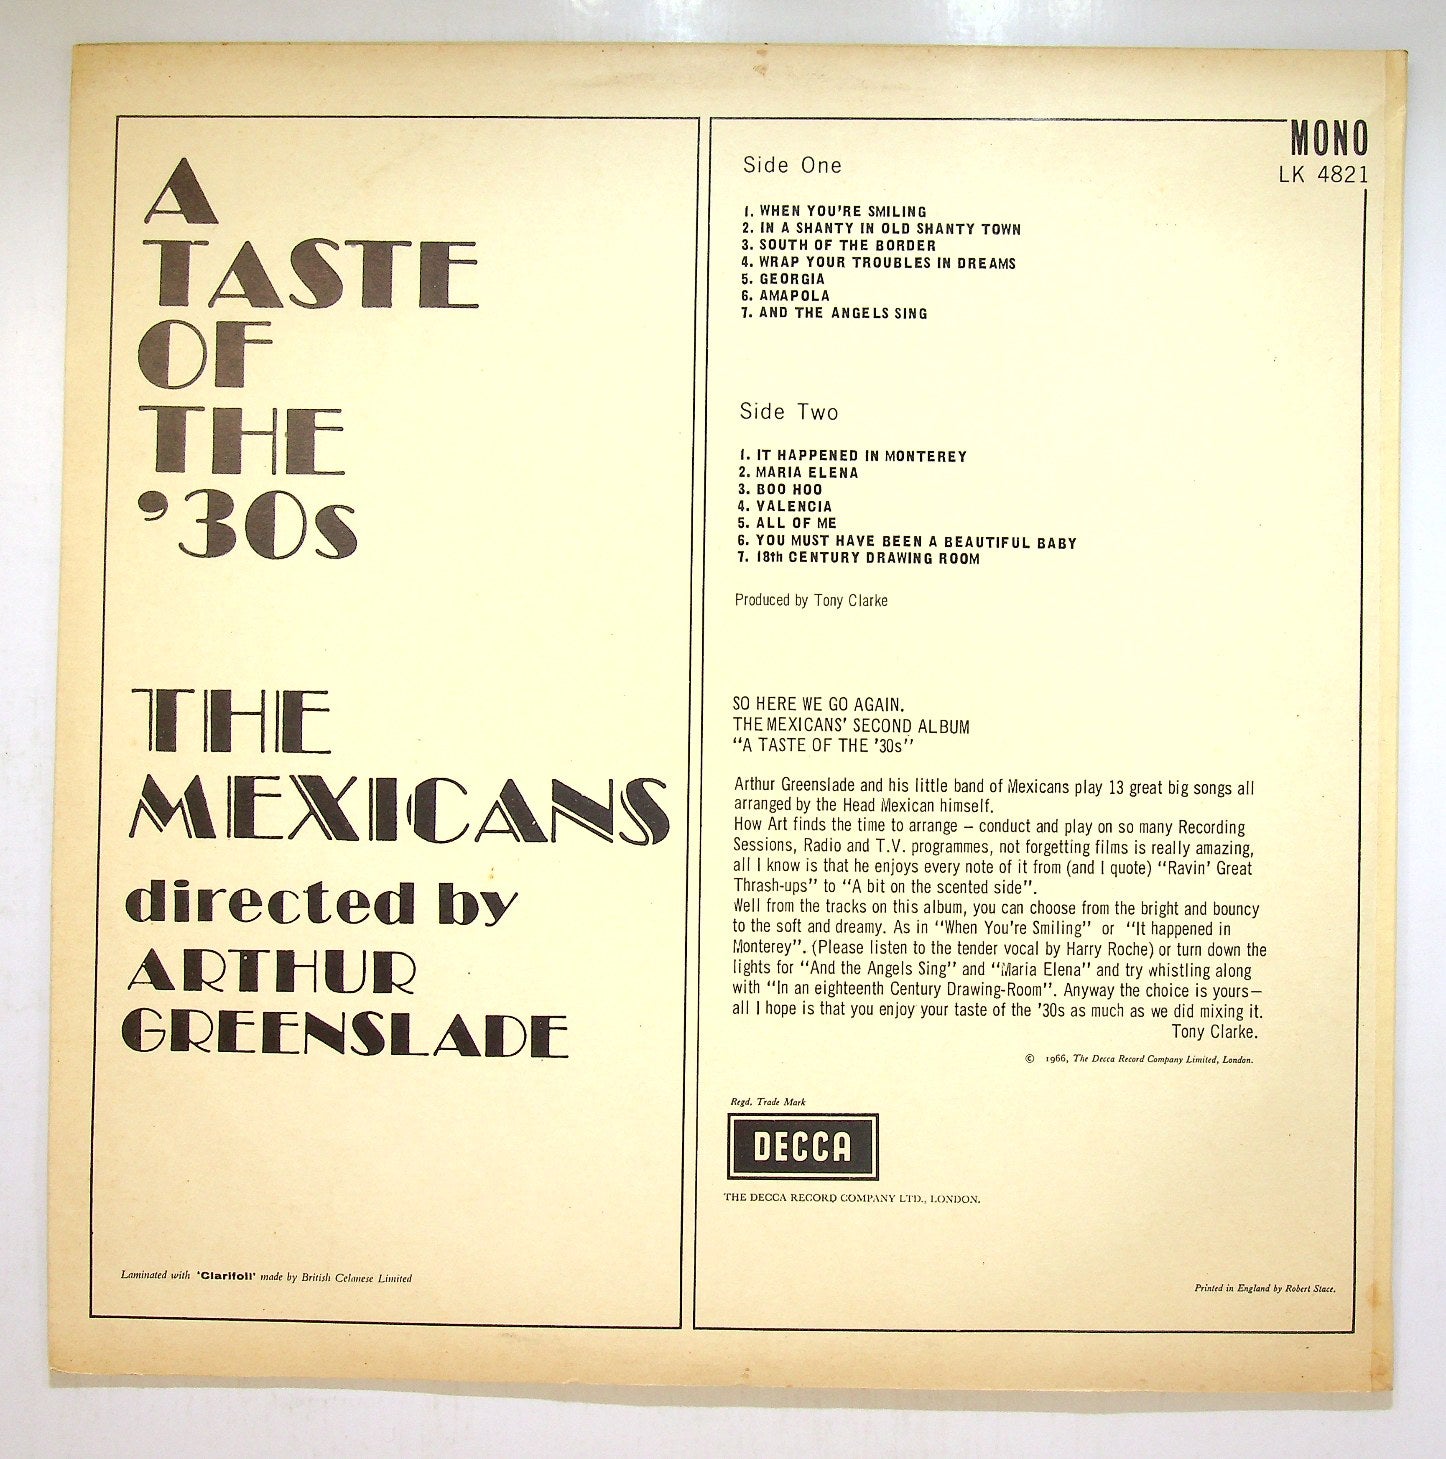 A
TASTE
OF
THE
’30s
THE
MEXICANS
directed by
ARTHUR
GREENSLADE
Laminated with ‘Clarifoil’ made by British Celanese Limited
MONO
LK 4821
Side One
1. WHEN YOU'RE SMILING
2. IN A SHANTY IN OLD SHANTY TOWN
3. SOUTH OF THE BORDER
4. WRAP YOUR TROUBLES IN DREAMS
5. GEORGIA
6. AMAPOLA
7. AND THE ANGELS SING
Side Two
1. IT HAPPENED IN MONTEREY
2. MARIA ELENA
3. BOO HOO
4. VALENCIA
5. ALL OF ME
6. YOU MUST HAVE BEEN A BEAUTIFUL BABY
7. 18th CENTURY DRAWING ROOM
Produced by Tony Clarke
SO HERE WE GO AGAIN.
THE MEXICANS' SECOND ALBUM
"A TASTE OF THE '30s"
Arthur Greenslade and his little band of Mexicans play 13 great big songs all
arranged by the Head Mexican himself.
How Art finds the time to arrange – conduct and play on so many Recording
Sessions, Radio and T.V. programmes, not forgetting films is really amazing,
all I know is that he enjoys every note of it from (and I quote) "Ravin' Great
Thrash-ups" to "A bit on the scented side".
Well from the tracks on this album, you can choose from the bright and bouncy
to the soft and dreamy. As in "When You're Smiling" or "It happened in
Monterey". (Please listen to the tender vocal by Harry Roche) or turn down the
lights for "And the Angels Sing" and "Maria Elena" and try whistling along
with "In an eighteenth Century Drawing-Room". Anyway the choice is yours—
all I hope is that you enjoy your taste of the '30s as much as we did mixing it.
Tony Clarke.
© 1966, The Decca Record Company Limited, London.
Regd. Trade Mark
DECCA
THE DECCA RECORD COMPANY LTD., LONDON.
Printed in England by Robert Stace.